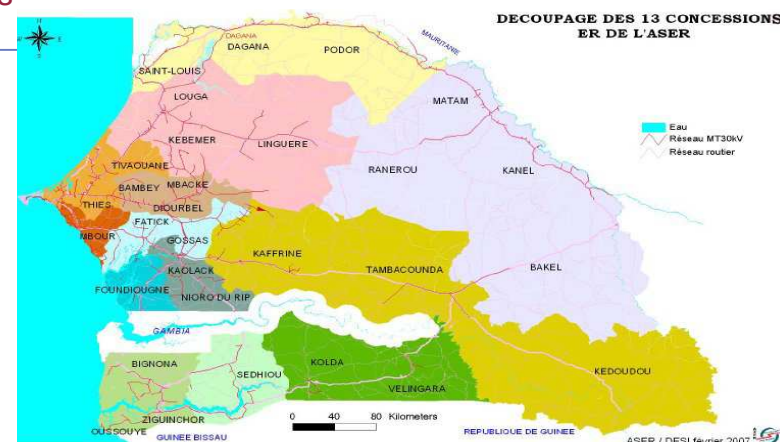 DECOUPAGE DES 13 CONCESSIONS
ER DE L'ASER
N
E
S
MAURITANIE
DAGANA
DAGANA
PODOR
SAINT-LOUIS
LOUGA
MATAM
Eau
Réseau MT30kV
Réseau routier
KEBEMER
LINGUERE
TIVAOUANE
RANEROU
KANEL
BAMBEY
MBACKE
THIES
DIOURBEL
FATICK
MBOUR
GOSSAS
KAFFRINE
KAOLACK
TAMBACOUNDA
BAKEL
FOUNDIOUGNE
NIORO DU RIP
GAMBIA
BIGNONA
KOLDA
SEDHIOU
KEDOUDOU
VELINGARA
ZIGUINCHOR
0 40 80 Kilometers
OUSSOUYE
GUINEE BISSAU
REPUBLIQUE DE GUINEE
ASER / DESI février 2007